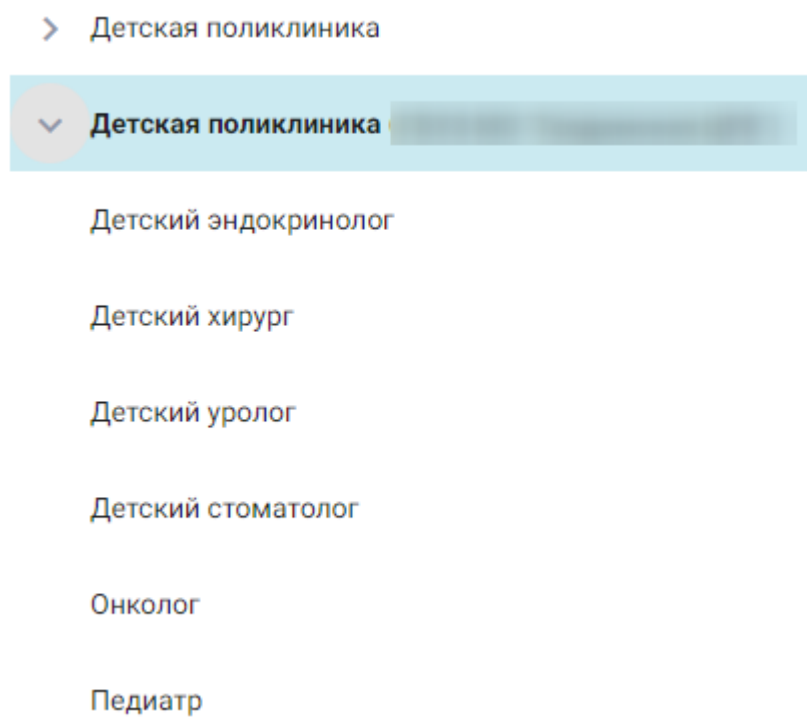 Детская поликлиника
Детская поликлиника
Детский эндокринолог
Детский хирург
Детский уролог
Детский стоматолог
Онколог
Педиатр